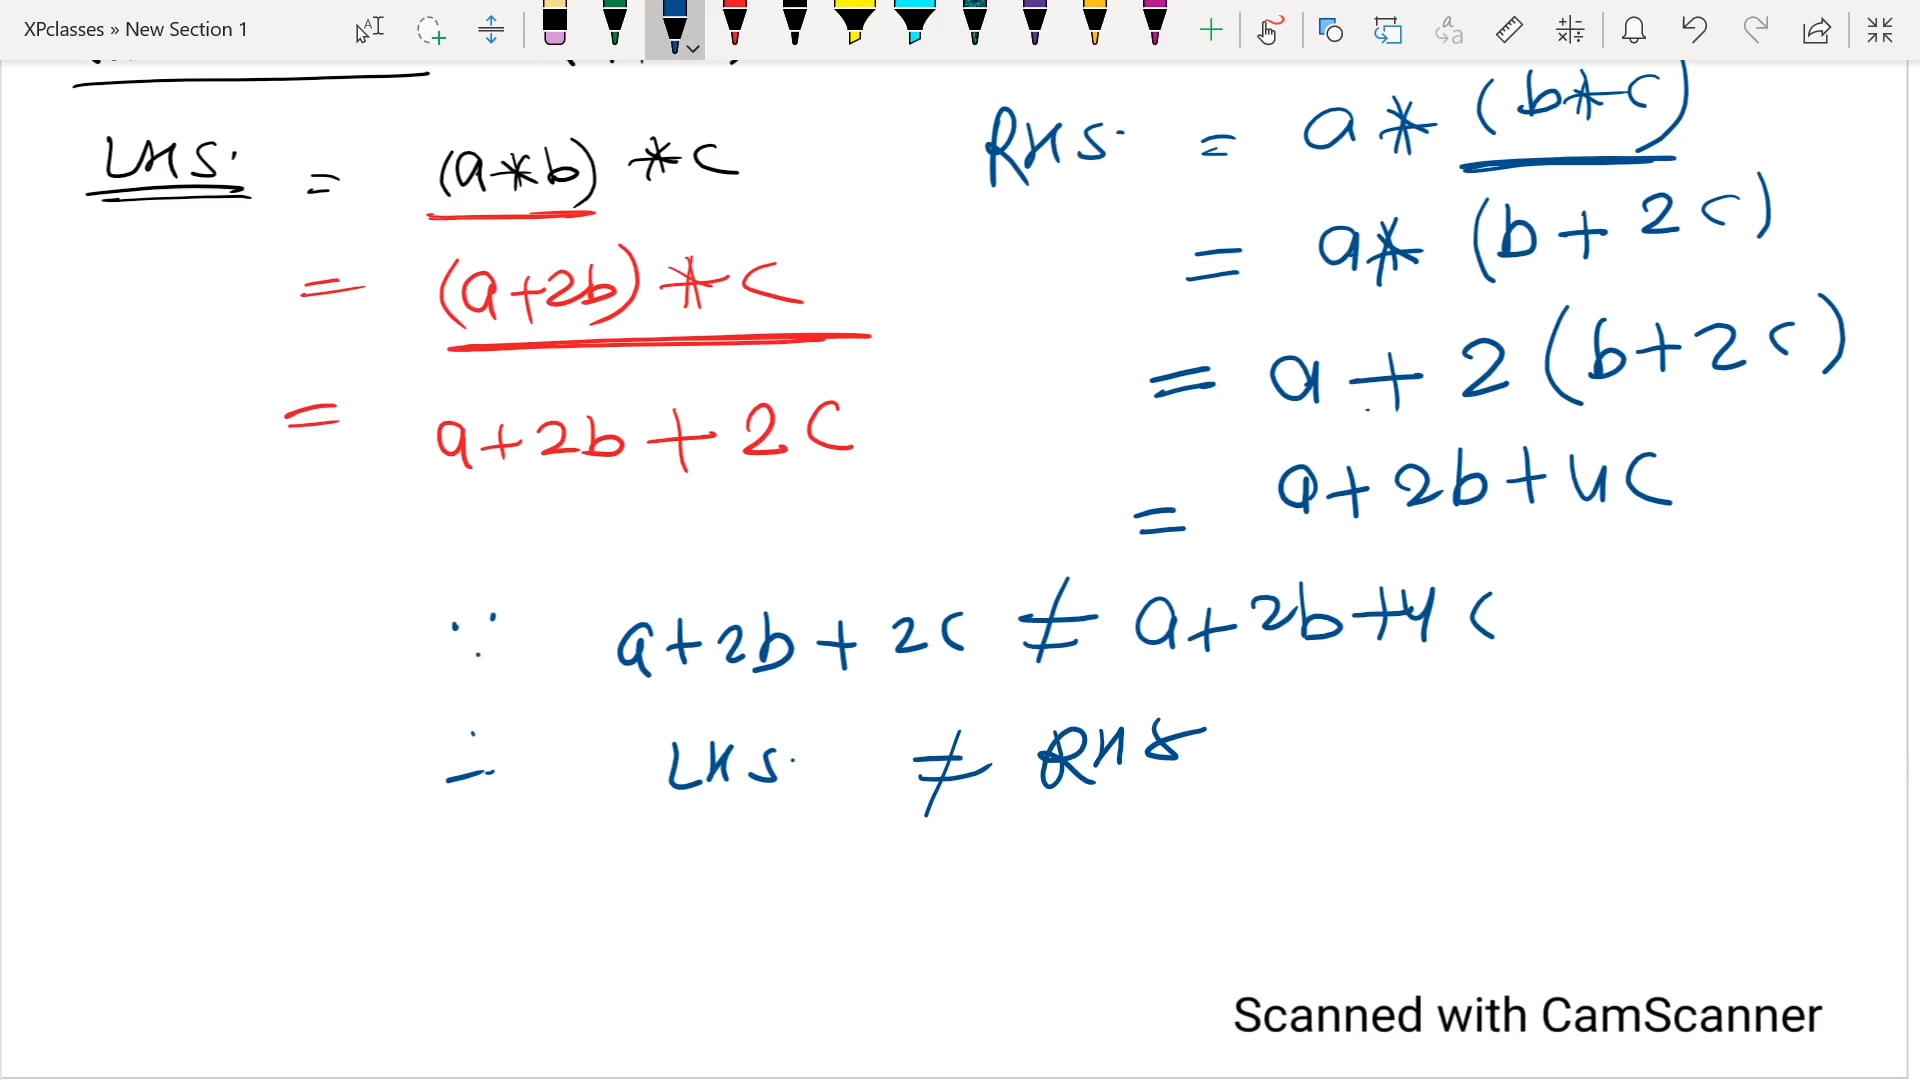 XPclasses » New Section 1
LHS. = (a*b) *c
= (a+2b) *c
= a+2b+2c
RHS. = a* (b*c)
= a* (b+2c)
= a+2(b+2c)
= a+2b+4c
∵ a+2b+2c ≠ a+2b+4c
∴ LHS. ≠ RHS
Scanned with CamScanner